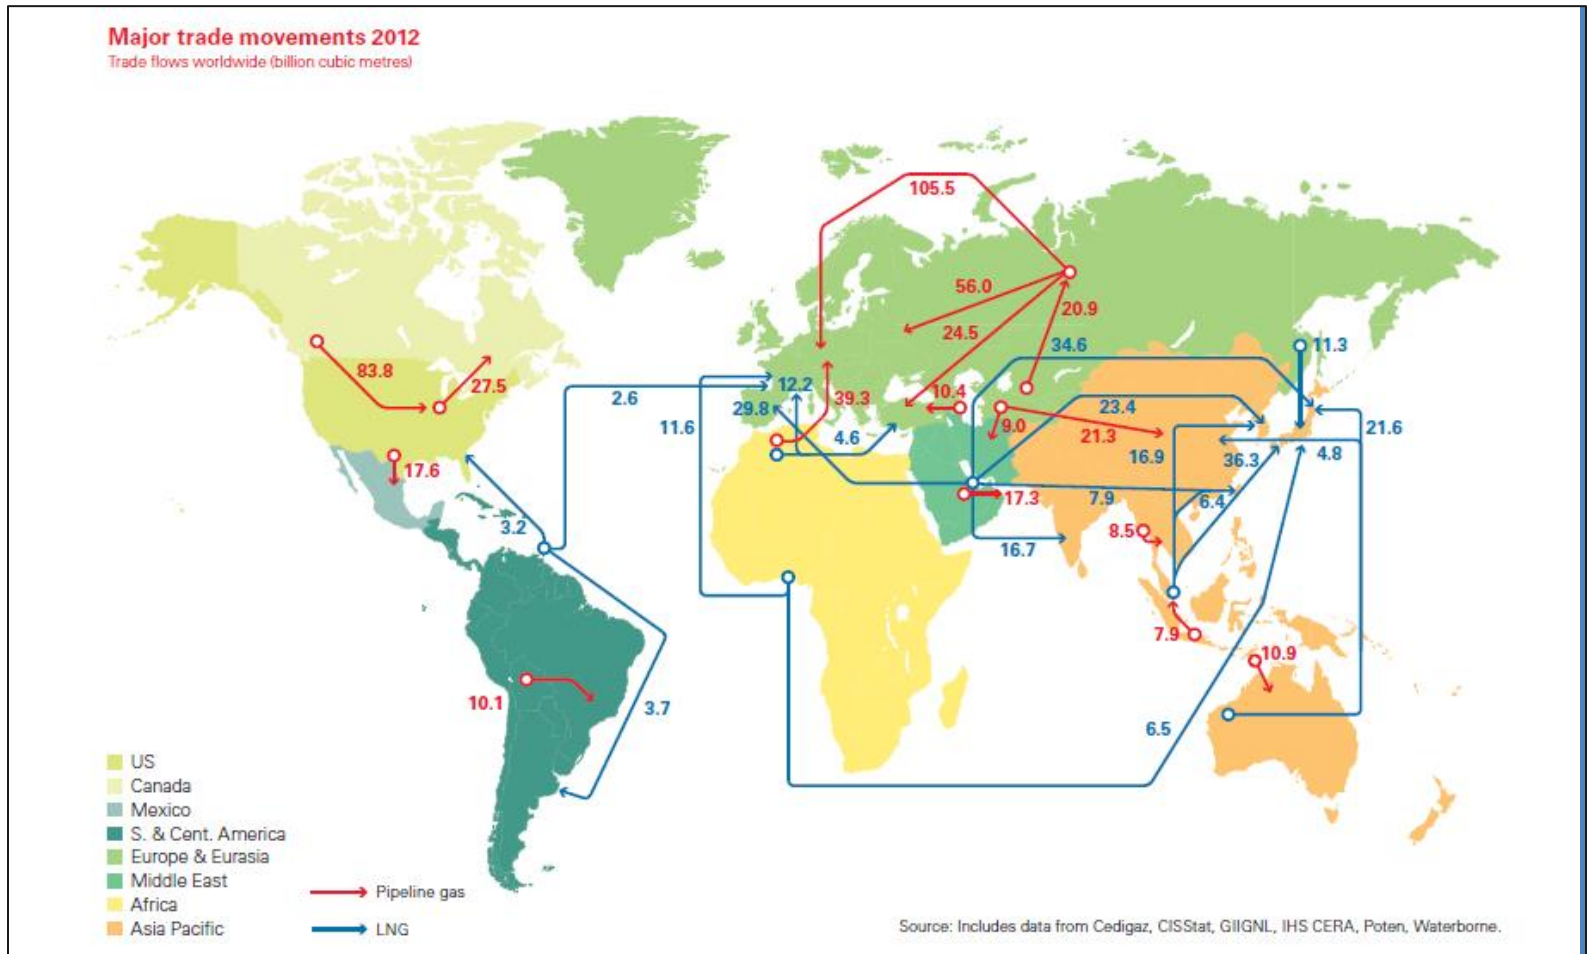 Major trade movements 2012
Trade flows worldwide (billion cubic metres)
105.5
56.0
20.9
24.5
34.6
11.3
83.8
27.5
2.6
12.2
39.3
10.4
29.8
23.4
9.0
11.6
4.6
21.3
21.6
16.9
36.3
4.8
17.6
17.3
7.9
6.4
3.2
8.5
16.7
7.9
10.9
10.1
3.7
6.5
US
Canada
Mexico
S. & Cent. America
Europe & Eurasia
Middle East
Africa
Asia Pacific
Pipeline gas
LNG
Source: Includes data from Cedigaz, CISStat, GIIGNL, IHS CERA, Poten, Waterborne.